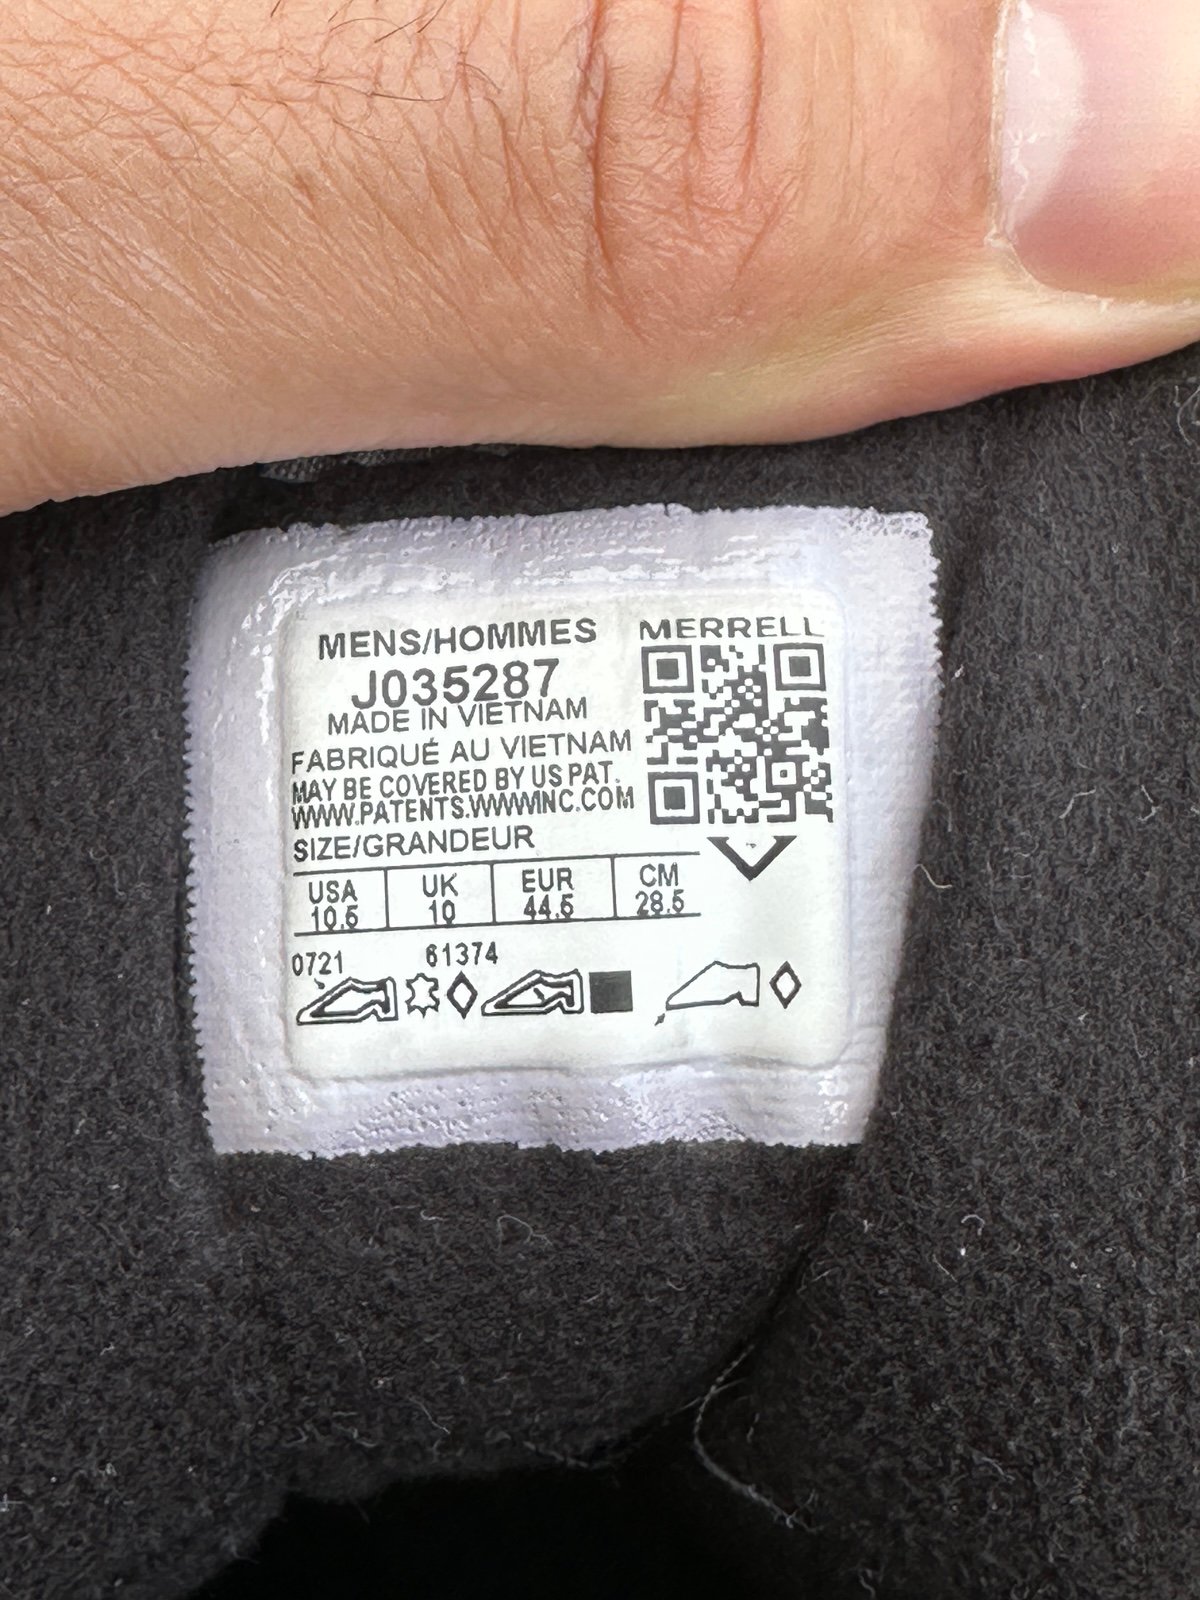 MENS/HOMMES
J035287
MADE IN VIETNAM
FABRIQUÉ AU VIETNAM
MAY BE COVERED BY US PAT.
WWW.PATENTS.WWWINC.COM
SIZE/GRANDEUR
USA UK EUR CM
10.5 10 44.5 28.5
0721 61374
MERRELL